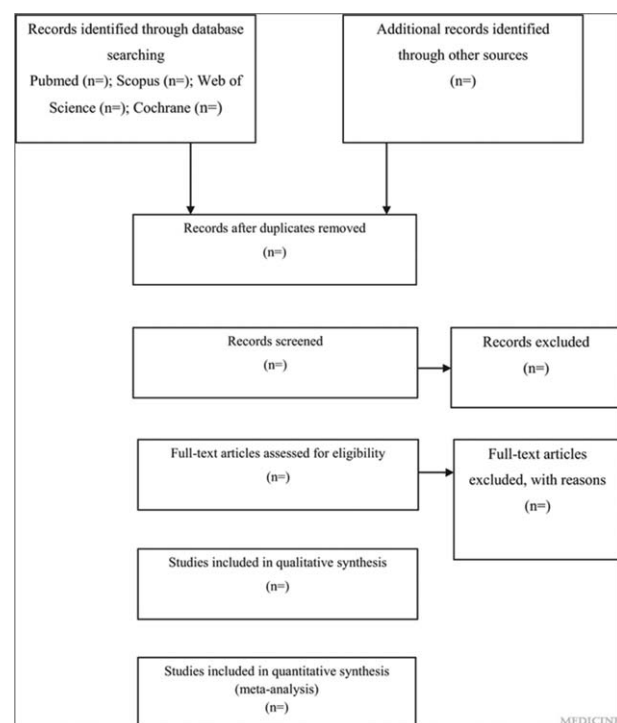 Records identified through database
searching
Pubmed (n=); Scopus (n=); Web of
Science (n=); Cochrane (n=)
Additional records identified
through other sources
(n=)
Records after duplicates removed
(n=)
Records screened
(n=)
Records excluded
(n=)
Full-text articles assessed for eligibility
(n=)
Full-text articles
excluded, with reasons
(n=)
Studies included in qualitative synthesis
(n=)
Studies included in quantitative synthesis
(meta-analysis)
(n=)
MEDICINE